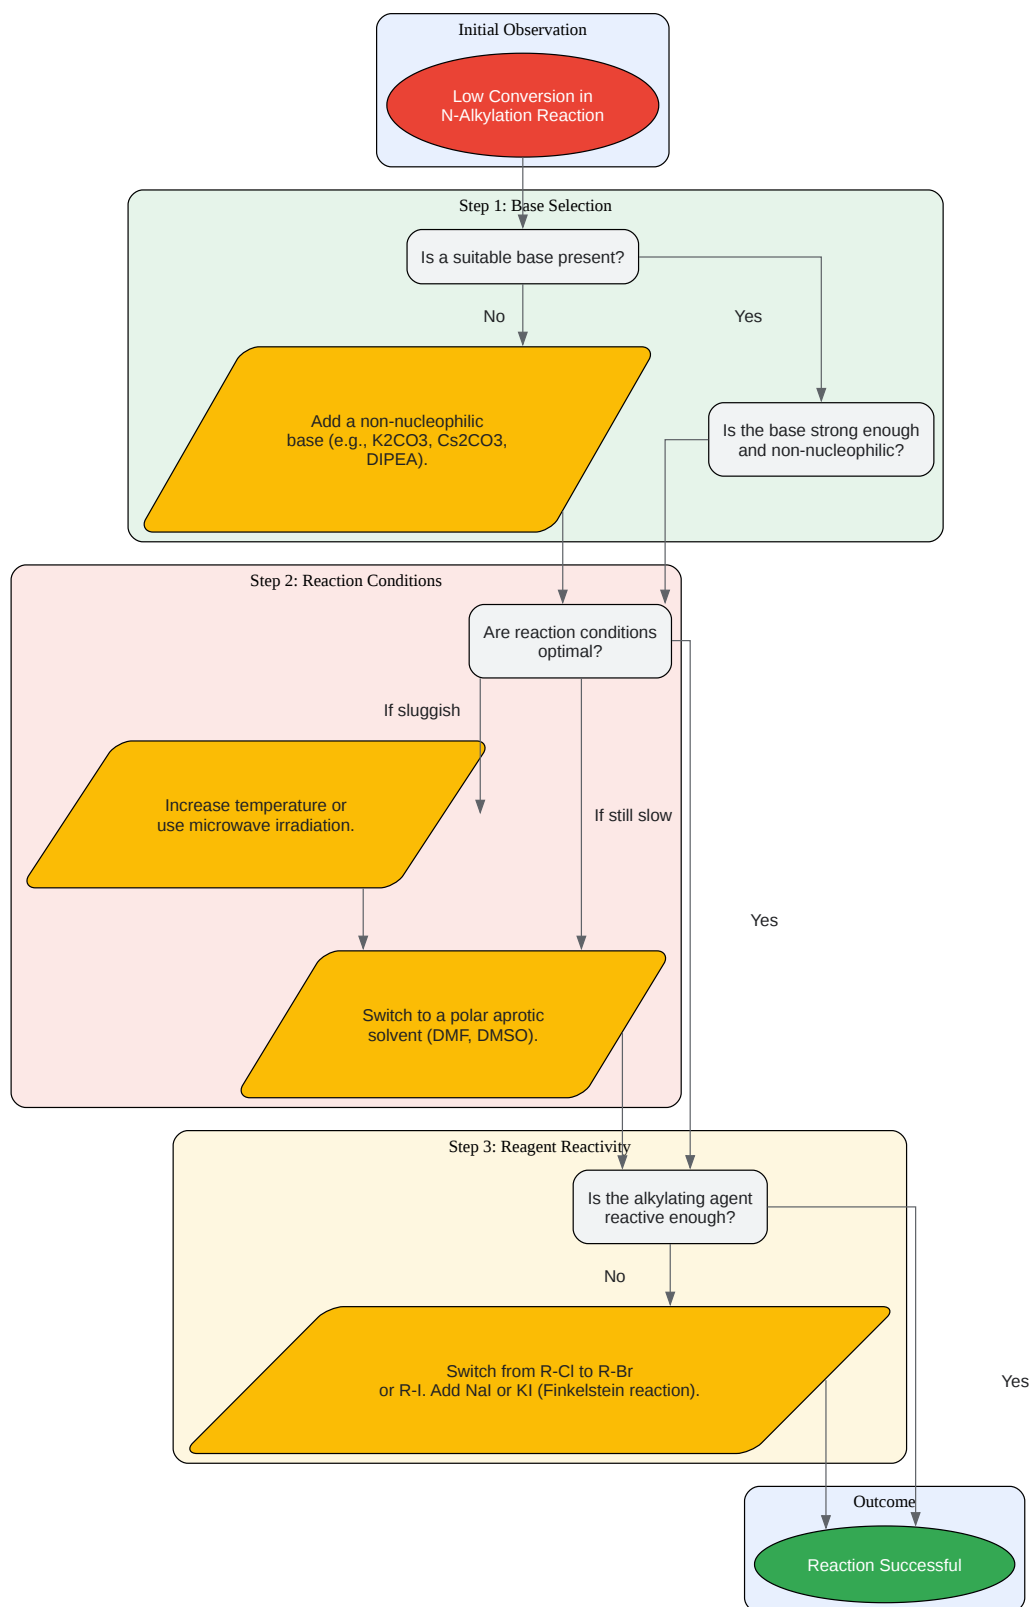 Initial Observation
Low Conversion in
N-Alkylation Reaction
Step 1: Base Selection
Is a suitable base present?
No
Yes
Add a non-nucleophilic
base (e.g., K2CO3, Cs2CO3,
DIPEA).
Is the base strong enough
and non-nucleophilic?
Step 2: Reaction Conditions
Are reaction conditions
optimal?
If sluggish
Increase temperature or
use microwave irradiation.
If still slow
Yes
Switch to a polar aprotic
solvent (DMF, DMSO).
Step 3: Reagent Reactivity
Is the alkylating agent
reactive enough?
No
Switch from R-Cl to R-Br
or R-I. Add NaI or KI (Finkelstein reaction).
Yes
Outcome
Reaction Successful